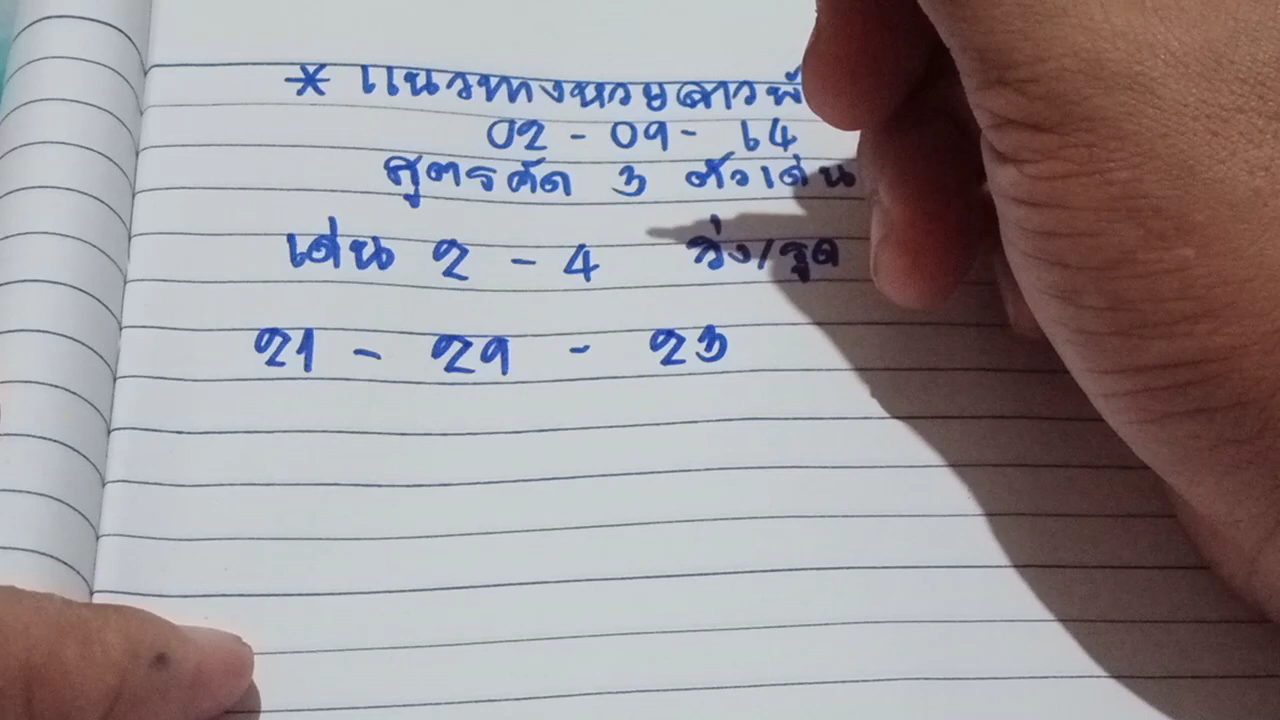 * แนวทางหวยลาวพั
02 - 09 - 64
สูตรคัด 3 ตัวเด่น
เด่น 2 - 4 วิ่ง/รูด
21 - 29 - 23